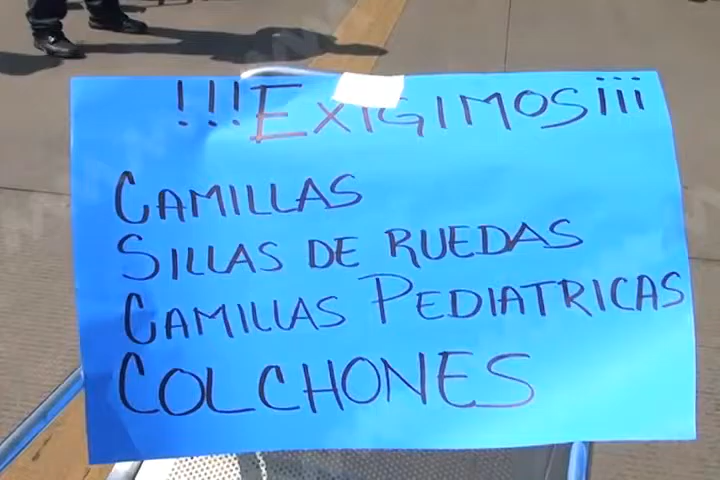 !!!EXIGIMOS¡¡¡
CAMILLAS
SILLAS DE RUEDAS
CAMILLAS PEDIATRICAS
COLCHONES